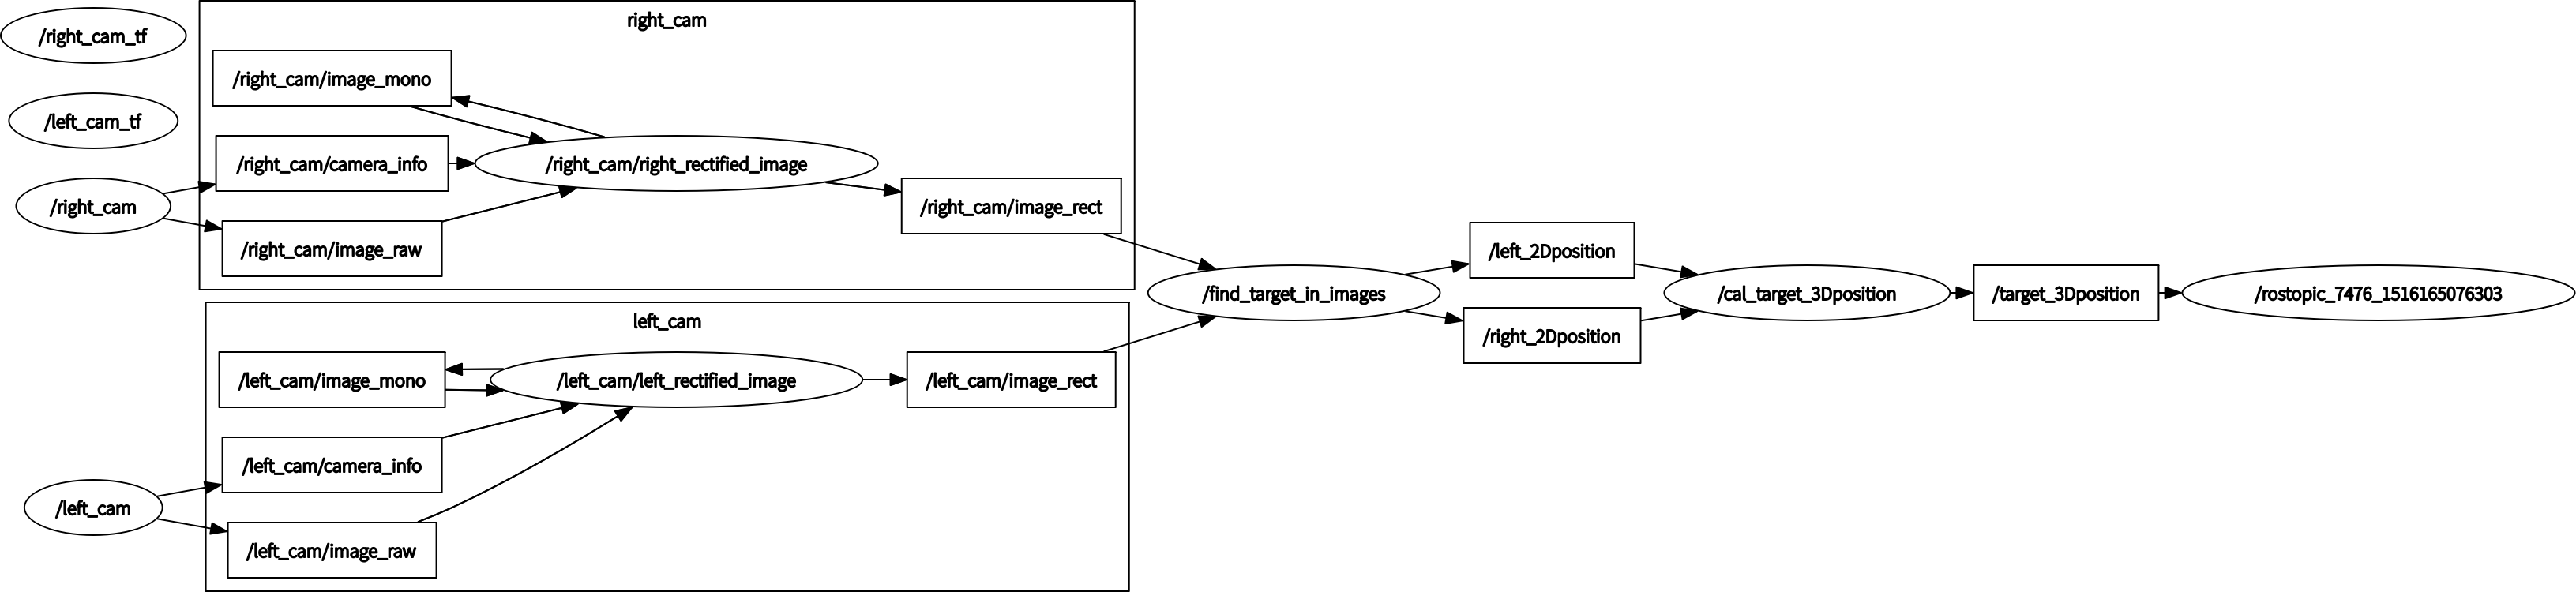 /right_cam_tf
/left_cam_tf
/right_cam
right_cam
/right_cam/image_mono
/right_cam/camera_info
/right_cam/image_raw
/right_cam/right_rectified_image
/right_cam/image_rect
/left_cam
left_cam
/left_cam/image_mono
/left_cam/camera_info
/left_cam/image_raw
/left_cam/left_rectified_image
/left_cam/image_rect
/find_target_in_images
/left_2Dposition
/right_2Dposition
/cal_target_3Dposition
/target_3Dposition
/rostopic_7476_1516165076303